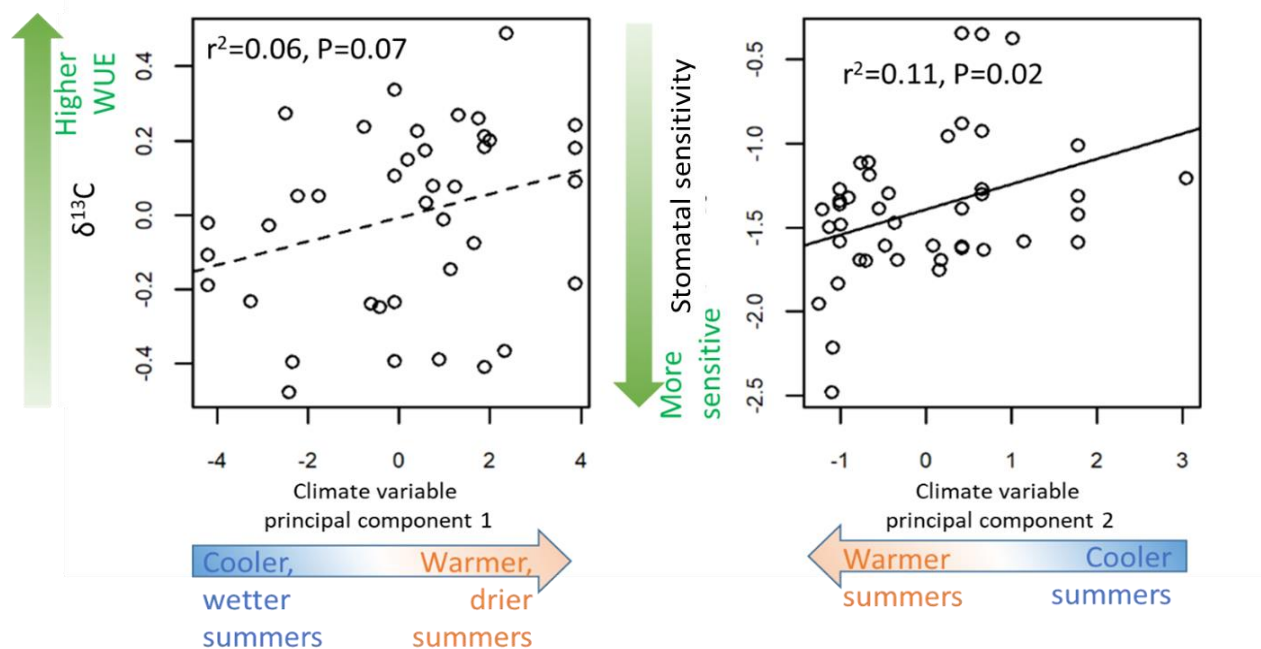 Higher
WUE
δ13C
0.4
0.2
0.0
-0.2
-0.4
r²=0.06, P=0.07
-4
-2
0
2
4
Climate variable
principal component 1
Cooler,
wetter
summers
Warmer,
drier
summers
Stomatal sensitivity
More
sensitive
-0.5
-1.0
-1.5
-2.0
-2.5
r²=0.11, P=0.02
-1
0
1
2
3
Climate variable
principal component 2
Warmer
summers
Cooler
summers